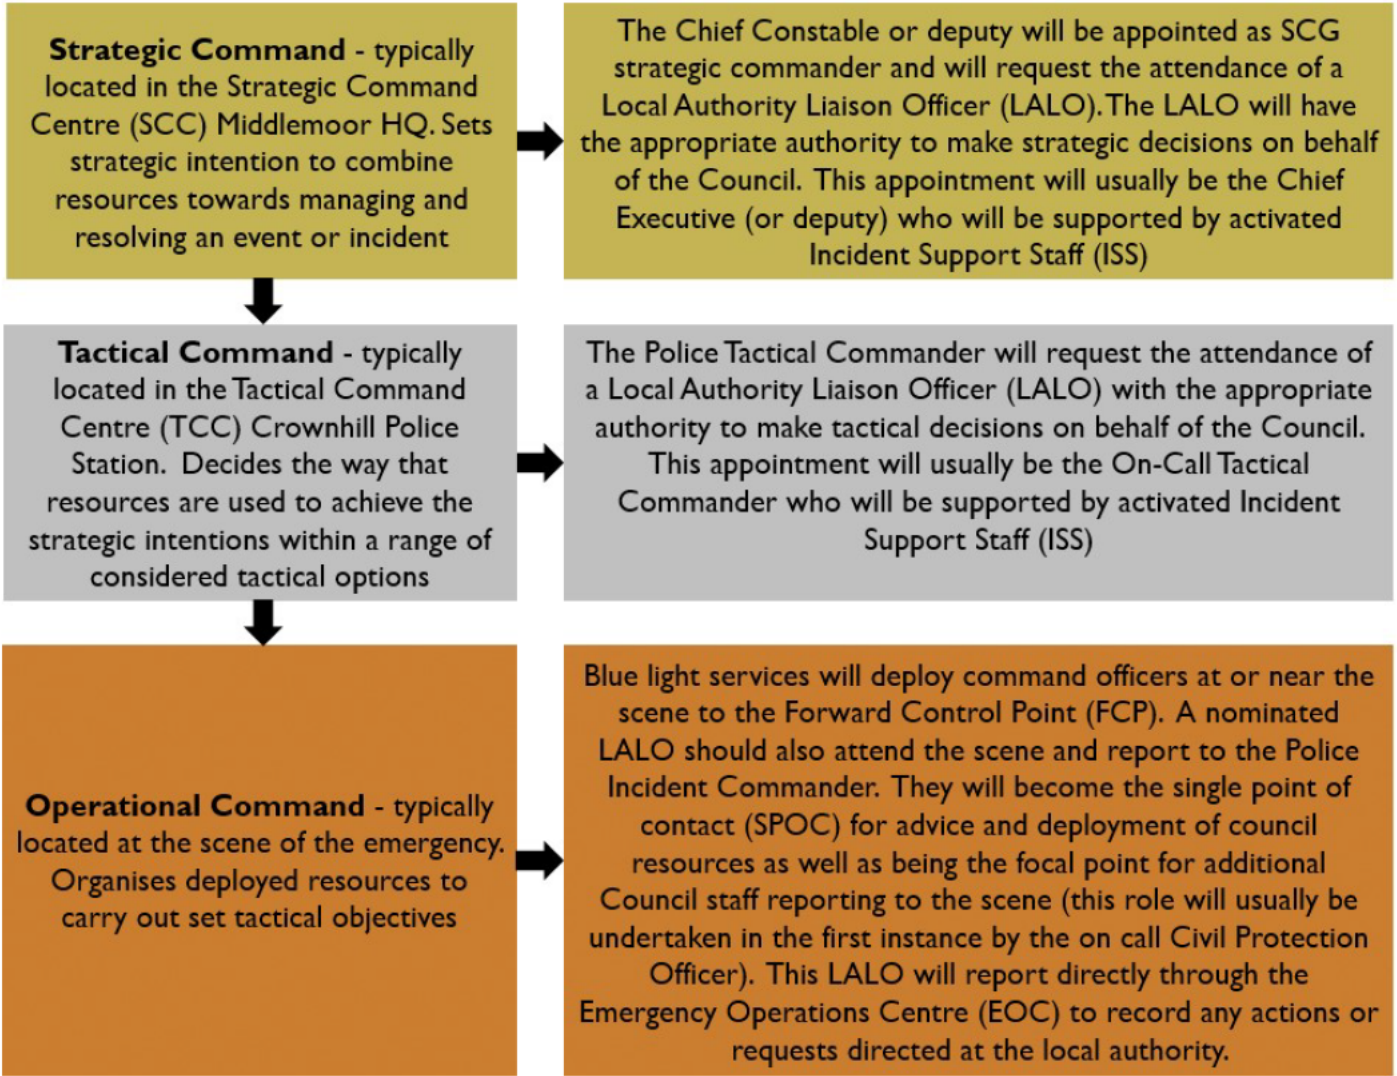 Strategic Command - typically
located in the Strategic Command
Centre (SCC) Middlemoor HQ. Sets
strategic intention to combine
resources towards managing and
resolving an event or incident
The Chief Constable or deputy will be appointed as SCG
strategic commander and will request the attendance of a
Local Authority Liaison Officer (LALO). The LALO will have
the appropriate authority to make strategic decisions on behalf
of the Council. This appointment will usually be the Chief
Executive (or deputy) who will be supported by activated
Incident Support Staff (ISS)
Tactical Command - typically
located in the Tactical Command
Centre (TCC) Crownhill Police
Station. Decides the way that
resources are used to achieve the
strategic intentions within a range of
considered tactical options
The Police Tactical Commander will request the attendance of
a Local Authority Liaison Officer (LALO) with the appropriate
authority to make tactical decisions on behalf of the Council.
This appointment will usually be the On-Call Tactical
Commander who will be supported by activated Incident
Support Staff (ISS)
Operational Command - typically
located at the scene of the emergency.
Organises deployed resources to
carry out set tactical objectives
Blue light services will deploy command officers at or near the
scene to the Forward Control Point (FCP). A nominated
LALO should also attend the scene and report to the Police
Incident Commander. They will become the single point of
contact (SPOC) for advice and deployment of council
resources as well as being the focal point for additional
Council staff reporting to the scene (this role will usually be
undertaken in the first instance by the on call Civil Protection
Officer). This LALO will report directly through the
Emergency Operations Centre (EOC) to record any actions or
requests directed at the local authority.